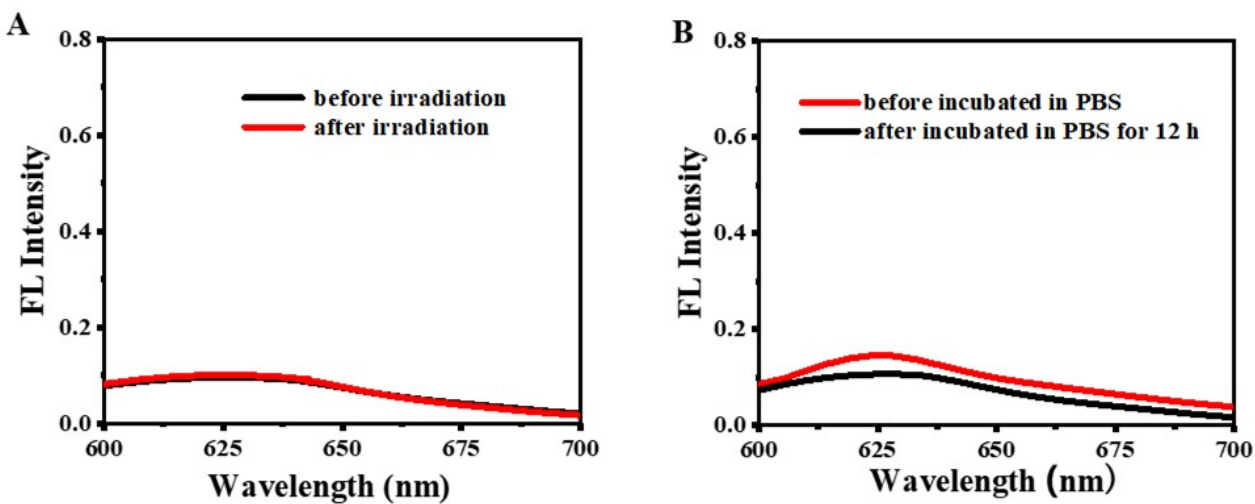 A
0.8
0.6
0.4
0.2
0.0
FL Intensity
before irradiation
after irradiation
600
625
650
675
700
Wavelength (nm)
B
0.8
0.6
0.4
0.2
0.0
FL Intensity
before incubated in PBS
after incubated in PBS for 12 h
600
625
650
675
700
Wavelength (nm)